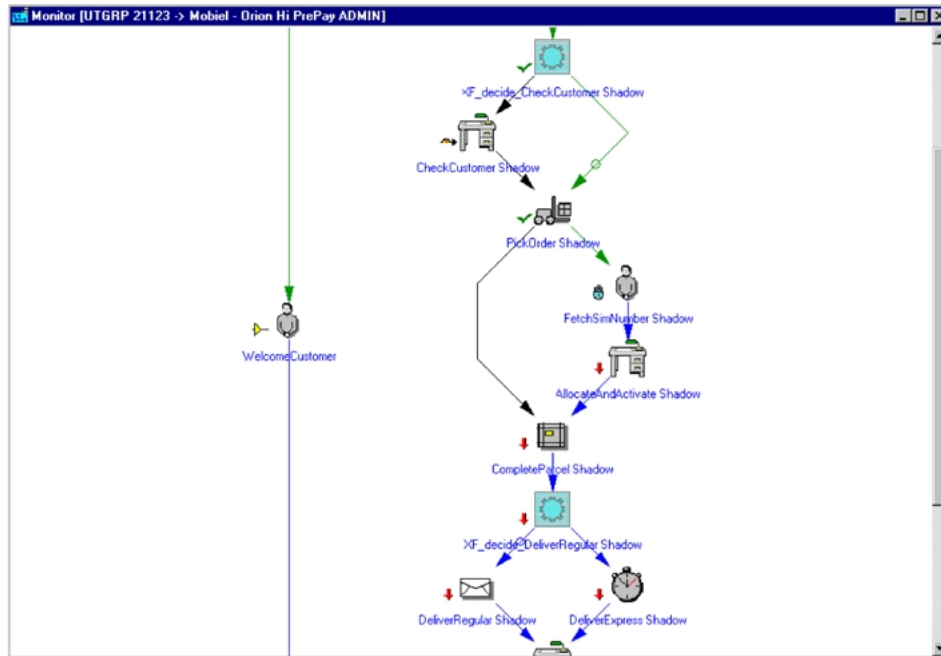 Monitor [UTGRP 21123 -> Mobiel - Orion Hi PrePay ADMIN]
XF_decide_CheckCustomer Shadow
CheckCustomer Shadow
PickOrder Shadow
FetchSimNumber Shadow
WelcomeCustomer
AllocateAndActivate Shadow
CompleteParcel Shadow
XF_decide_DeliverRegular Shadow
DeliverRegular Shadow
DeliverExpress Shadow